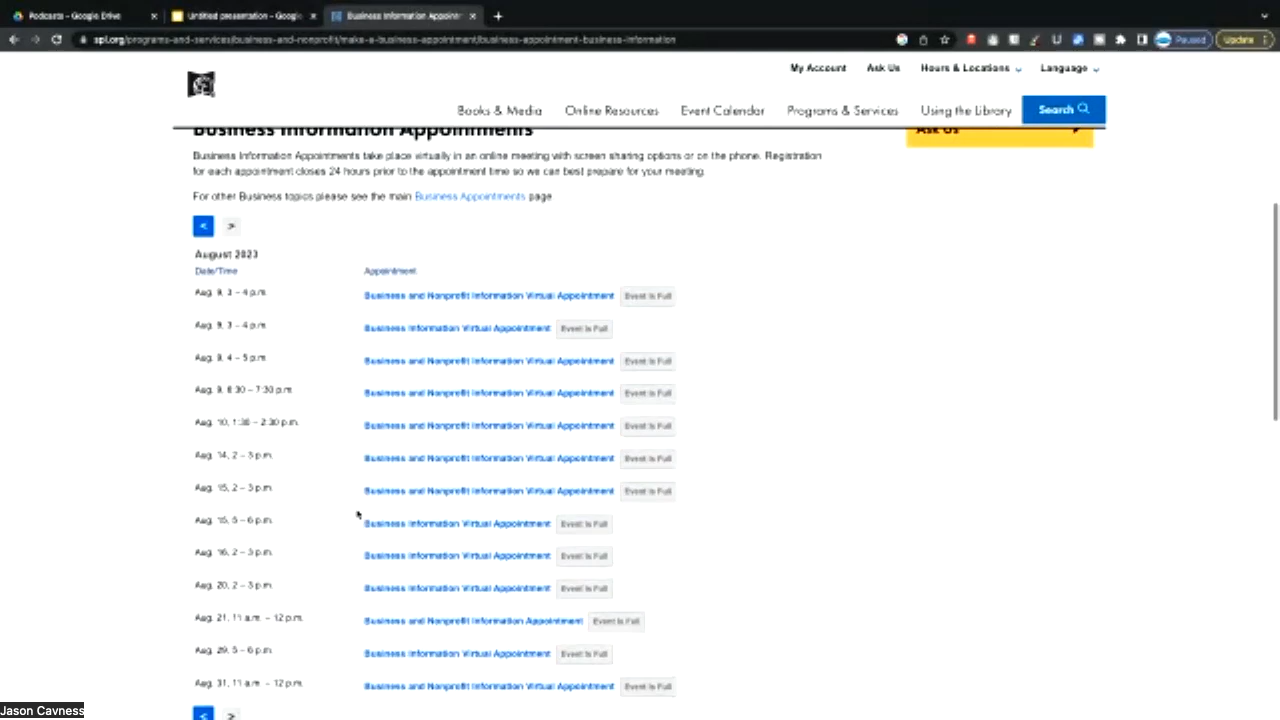 Podcasts - Google Drive
Untitled presentation - Google
Business Information Appointm
spl.org/programs-and-services/business-and-nonprofit/make-a-business-appointment/business-appointment-business-information
Paused
Update
My Account
Ask Us
Hours & Locations
Language
Books & Media
Online Resources
Event Calendar
Programs & Services
Using the Library
Search
Business Information Appointments
Ask Us
Business Information Appointments take place virtually in an online meeting with screen sharing options or on the phone. Registration
for each appointment closes 24 hours prior to the appointment time so we can best prepare for your meeting.
For other Business topics please see the main Business Appointments page
< >
August 2023
Date/Time Appointment
Aug. 9, 3 – 4 p.m. Business and Nonprofit Information Virtual Appointment Event Is Full
Aug. 9, 3 – 4 p.m. Business Information Virtual Appointment Event Is Full
Aug. 9, 4 – 5 p.m. Business and Nonprofit Information Virtual Appointment Event Is Full
Aug. 9, 6:30 – 7:30 p.m. Business and Nonprofit Information Virtual Appointment Event Is Full
Aug. 10, 1:30 – 2:30 p.m. Business and Nonprofit Information Virtual Appointment Event Is Full
Aug. 14, 2 – 3 p.m. Business and Nonprofit Information Virtual Appointment Event Is Full
Aug. 15, 2 – 3 p.m. Business and Nonprofit Information Virtual Appointment Event Is Full
Aug. 15, 5 – 6 p.m. Business Information Virtual Appointment Event Is Full
Aug. 16, 2 – 3 p.m. Business Information Virtual Appointment Event Is Full
Aug. 20, 2 – 3 p.m. Business Information Virtual Appointment Event Is Full
Aug. 21, 11 a.m. – 12 p.m. Business and Nonprofit Information Appointment Event Is Full
Aug. 29, 5 – 6 p.m. Business Information Virtual Appointment Event Is Full
Aug. 31, 11 a.m. – 12 p.m. Business and Nonprofit Information Virtual Appointment Event Is Full
< >
Jason Cavness